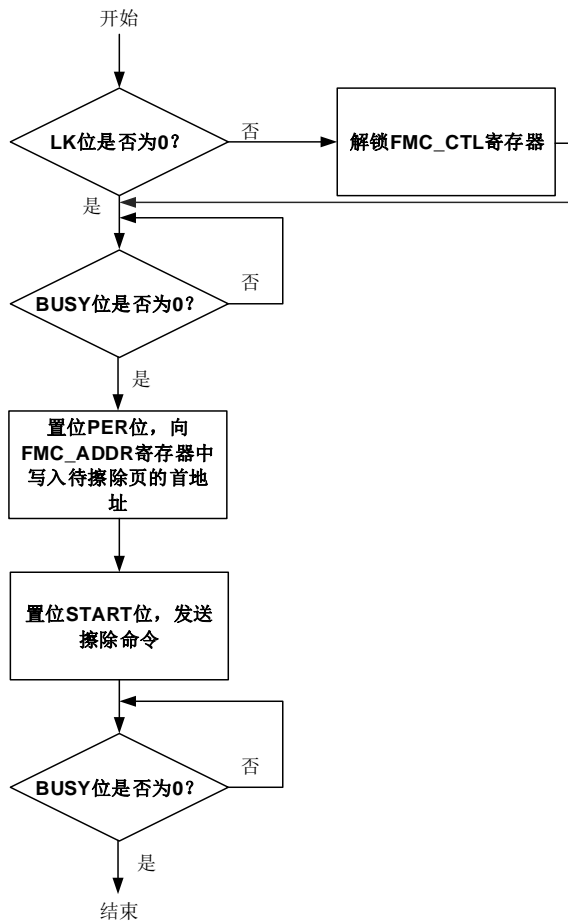 开始
LK位是否为0?
否
解锁FMC_CTL寄存器
是
BUSY位是否为0?
否
是
置位PER位，向
FMC_ADDR寄存器中
写入待擦除页的首地
址
置位START位，发送
擦除命令
BUSY位是否为0?
否
是
结束